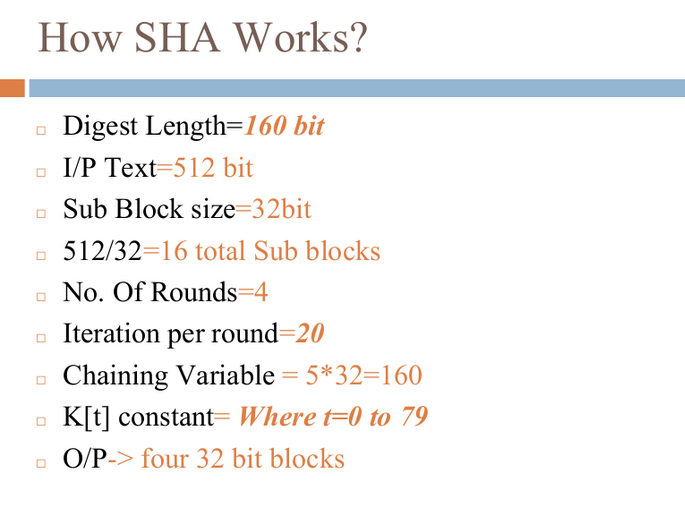 How SHA Works?
Digest Length=160 bit
I/P Text=512 bit
Sub Block size=32bit
512/32=16 total Sub blocks
No. Of Rounds=4
Iteration per round=20
Chaining Variable = 5*32=160
K[t] constant= Where t=0 to 79
O/P-> four 32 bit blocks